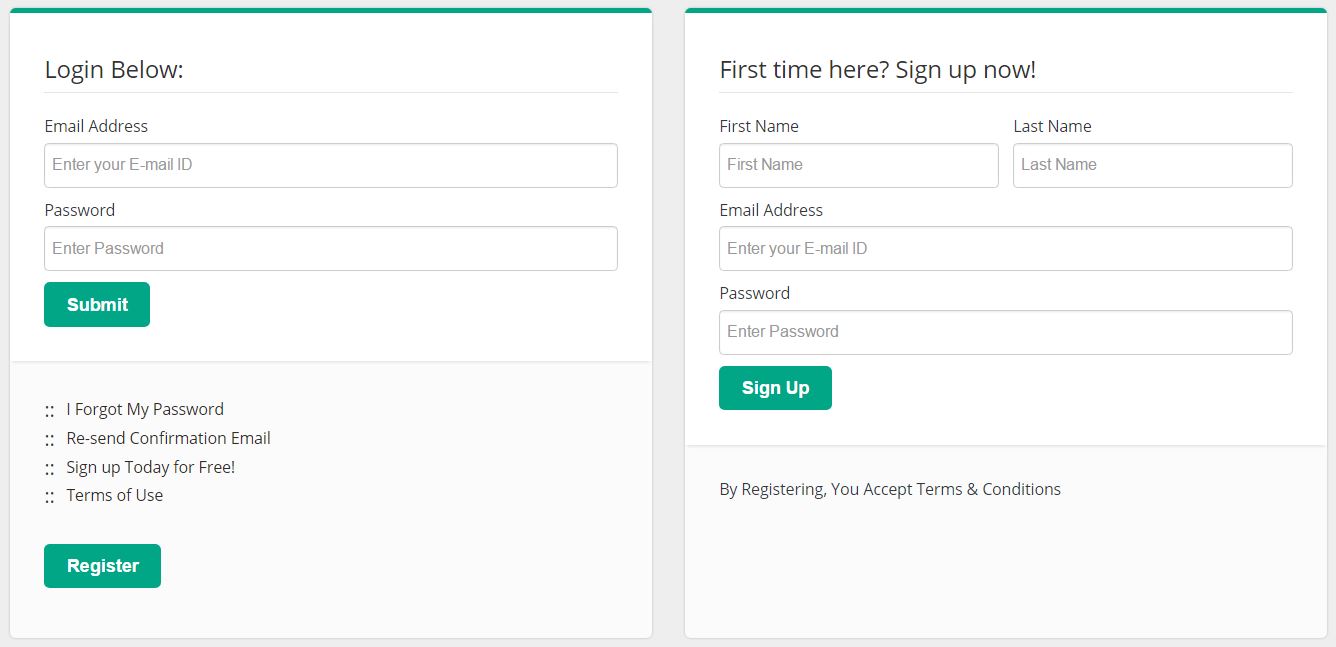 Login Below:
Email Address
Enter your E-mail ID
Password
Enter Password
Submit
:: I Forgot My Password
:: Re-send Confirmation Email
:: Sign up Today for Free!
:: Terms of Use
Register
First time here? Sign up now!
First Name Last Name
First Name Last Name
Email Address
Enter your E-mail ID
Password
Enter Password
Sign Up
By Registering, You Accept Terms & Conditions